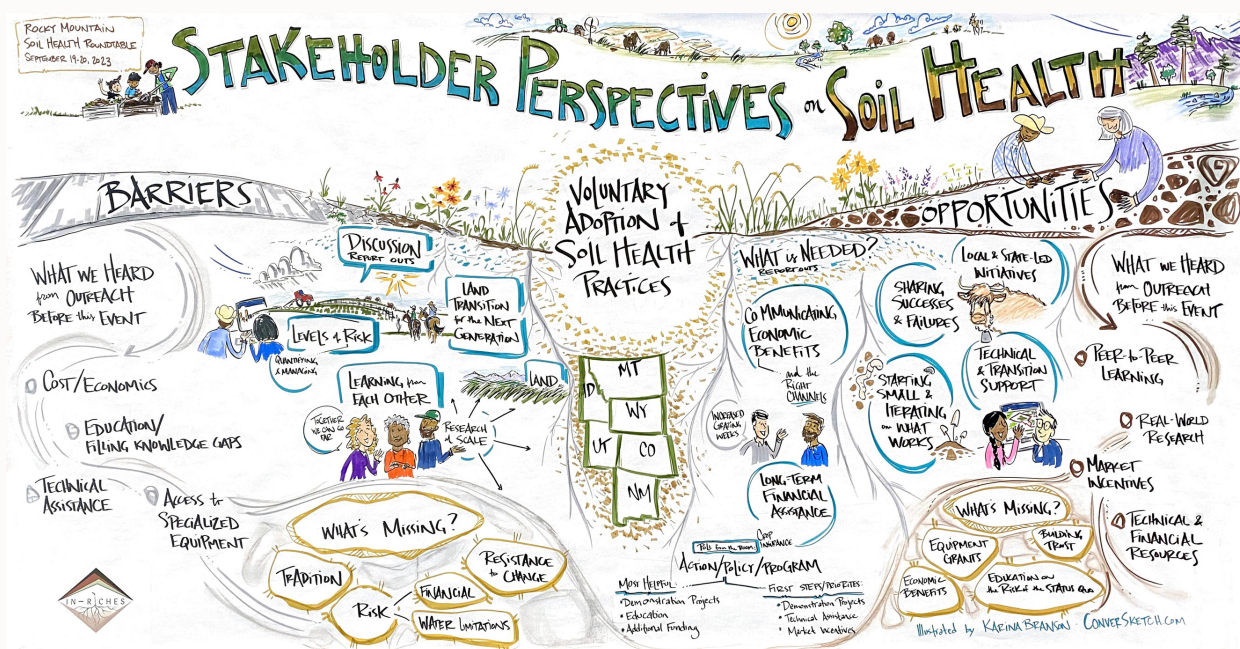 ROCKY MOUNTAIN
SOIL HEALTH ROUNDTABLE
SEPTEMBER 19-20, 2023
STAKEHOLDER PERSPECTIVES on SOIL HEALTH
BARRIERS
WHAT WE HEARD
from OUTREACH
BEFORE this EVENT
COST/ECONOMICS
EDUCATION/
FILLING KNOWLEDGE GAPS
TECHNICAL
ASSISTANCE
ACCESS to
SPECIALIZED
EQUIPMENT
DISCUSSION
REPORT OUTS
LEVELS of RISK
QUANTIFYING
& MANAGING
LAND
TRANSITION
for the NEXT
GENERATION
LEARNING from
EACH OTHER
LAND
TOGETHER
WE CAN GO
FAR
RESEARCH
at SCALE
WHAT'S MISSING?
TRADITION
RISK
FINANCIAL
WATER LIMITATIONS
RESISTANCE
to CHANGE
VOLUNTARY
ADOPTION +
SOIL HEALTH
PRACTICES
MT
ID
WY
UT
CO
NM
WHAT is NEEDED?
REPORT OUTS
COMMUNICATING
ECONOMIC
BENEFITS
and the
RIGHT
CHANNELS
INCREASED
GRAZING
WEEKS
LONG-TERM
FINANCIAL
ASSISTANCE
CROP
INSURANCE
Polls from the Room:
ACTION/POLICY/PROGRAM
MOST HELPFUL:
• Demonstration Projects
• Education
• Additional Funding
FIRST STEPS/PRIORITIES:
• Demonstration Projects
• Technical Assistance
• Market Incentives
OPPORTUNITIES
LOCAL & STATE-LED
INITIATIVES
SHARING
SUCCESSES
& FAILURES
STARTING
SMALL &
ITERATING
on WHAT
WORKS
TECHNICAL
& TRANSITION
SUPPORT
WHAT WE HEARD
from OUTREACH
BEFORE this EVENT
PEER-to-PEER
LEARNING
REAL-WORLD
RESEARCH
MARKET
INCENTIVES
TECHNICAL &
FINANCIAL
RESOURCES
WHAT'S MISSING?
EQUIPMENT
GRANTS
BUILDING
TRUST
ECONOMIC
BENEFITS
EDUCATION on
the RISK of the STATUS QUO
IN-RICHES
Illustrated by KARINA BRANSON · CONVERSKETCH.COM